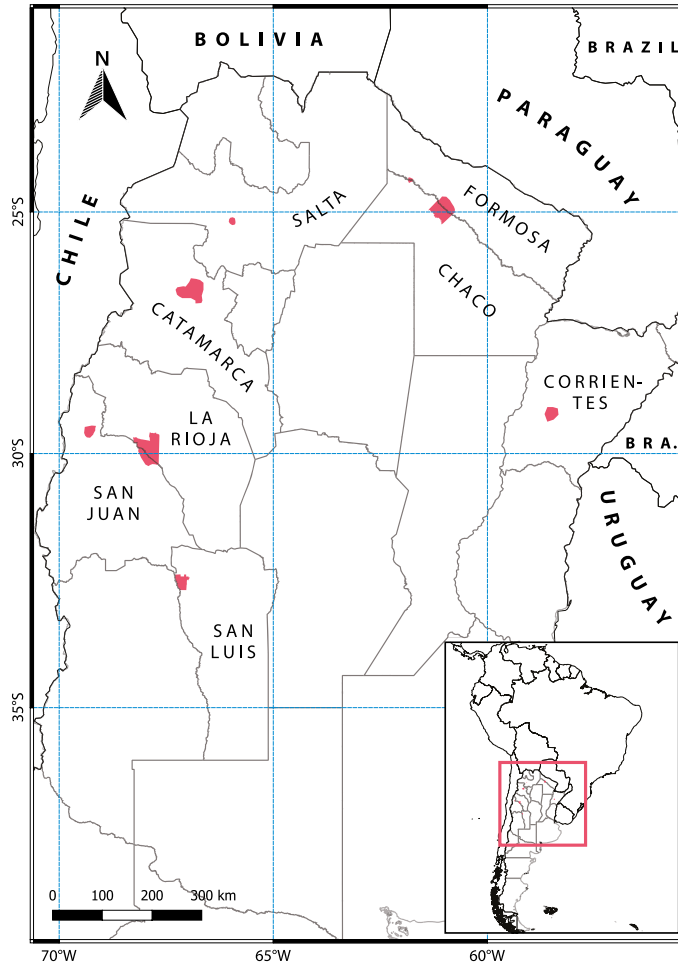 BOLIVIA
BRAZIL
N
PARAGUAY
CHILE
25°S
SALTA
FORMOSA
CHACO
CATAMARCA
CORRIEN-
TES
LA
RIOJA
BRA.
30°S
SAN
JUAN
URUGUAY
SAN
LUIS
35°S
0 100 200 300 km
70°W 65°W 60°W